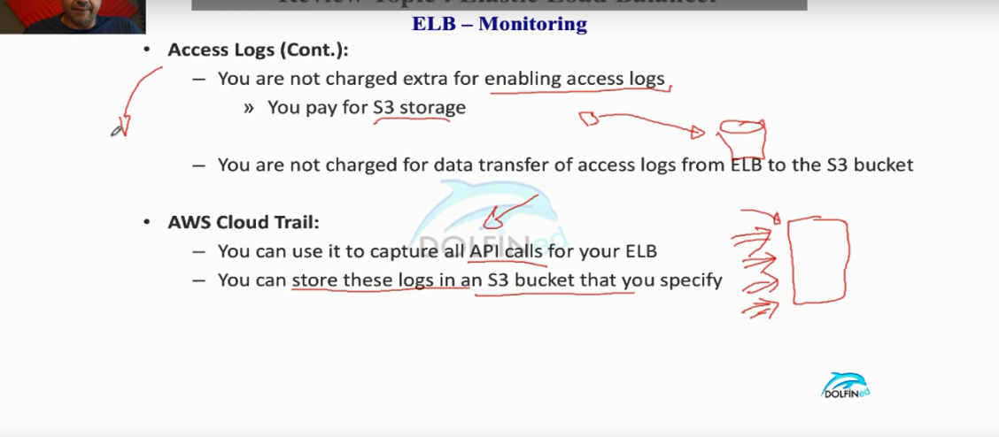 Review Topic : Elastic Load Balancer
ELB – Monitoring
• Access Logs (Cont.):
– You are not charged extra for enabling access logs
» You pay for S3 storage
– You are not charged for data transfer of access logs from ELB to the S3 bucket
• AWS Cloud Trail:
– You can use it to capture all API calls for your ELB
– You can store these logs in an S3 bucket that you specify
DOLFINed
DOLFINed